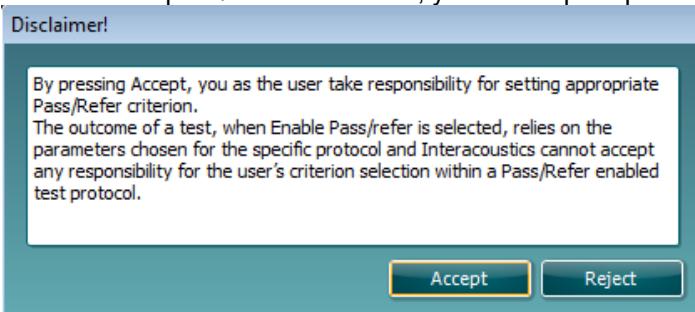 Disclaimer!
By pressing Accept, you as the user take responsibility for setting appropriate
Pass/Refer criterion.
The outcome of a test, when Enable Pass/refer is selected, relies on the
parameters chosen for the specific protocol and Interacoustics cannot accept
any responsibility for the user's criterion selection within a Pass/Refer enabled
test protocol.
Accept Reject